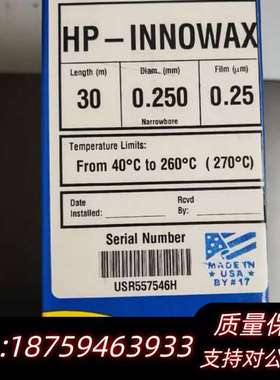 HP – INNOWAX
Length (m) Diam. (mm) Film (μm)
30 0.250 0.25
Narrowbore
Temperature Limits:
From 40°C to 260°C ( 270°C)
Date Installed: Rcvd By:
Serial Number
MADE IN
USA
BY #17
USR557546H
质量保
:18759463933
支持对公